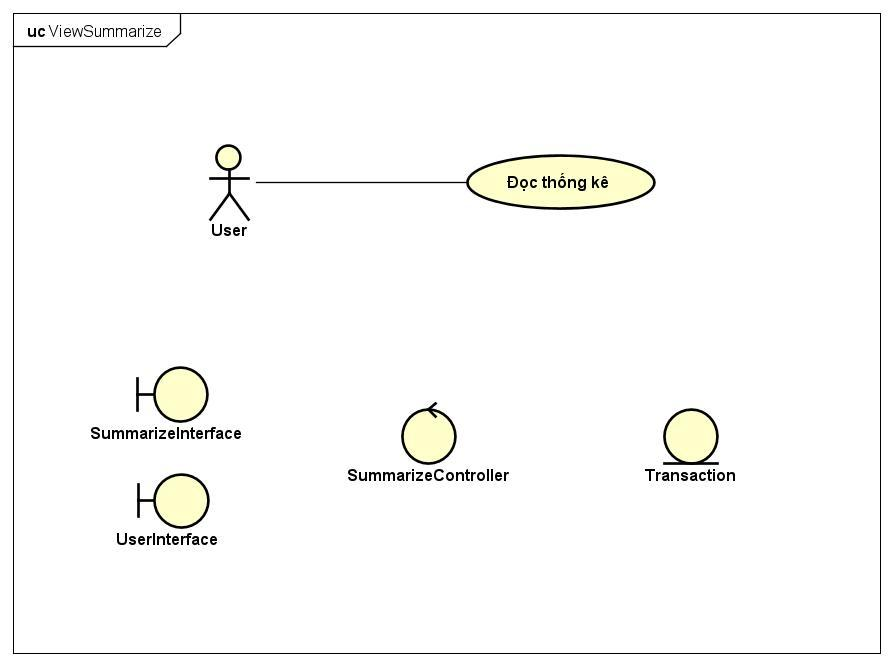 uc ViewSummarize
User
Đọc thống kê
SummarizeInterface
SummarizeController
Transaction
UserInterface